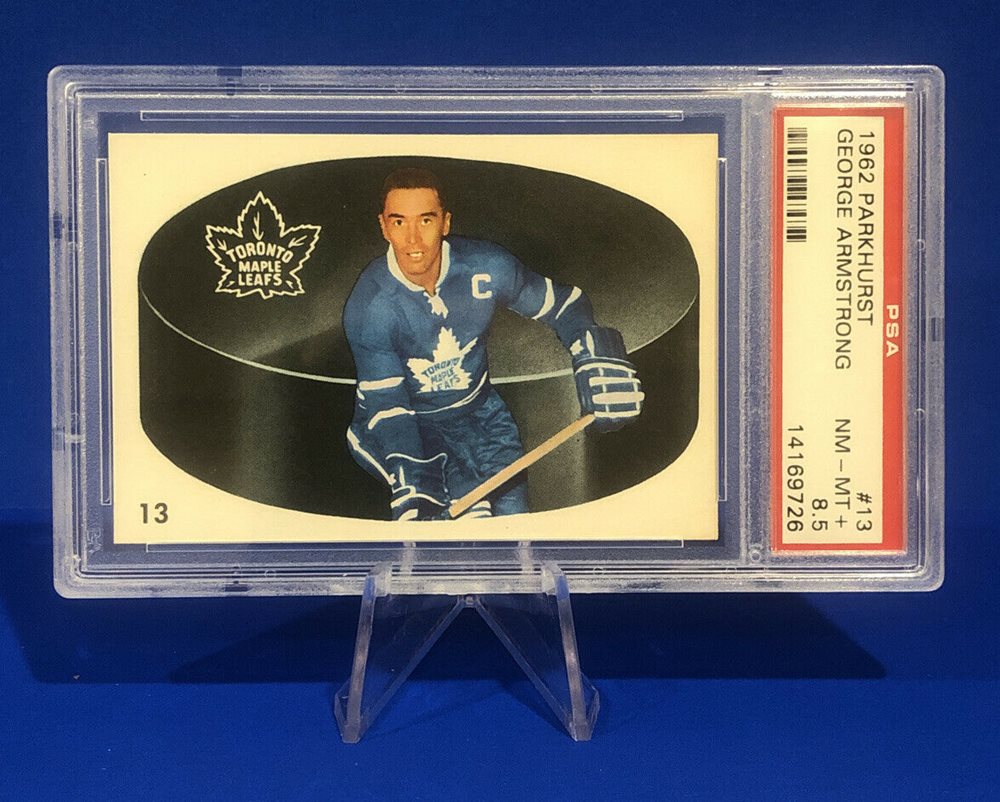 TORONTO
MAPLE
LEAFS
C
TORONTO
MAPLE
LEAFS
13
PSA
1962 PARKHURST #13
GEORGE ARMSTRONG NM - MT +
8.5
14169726